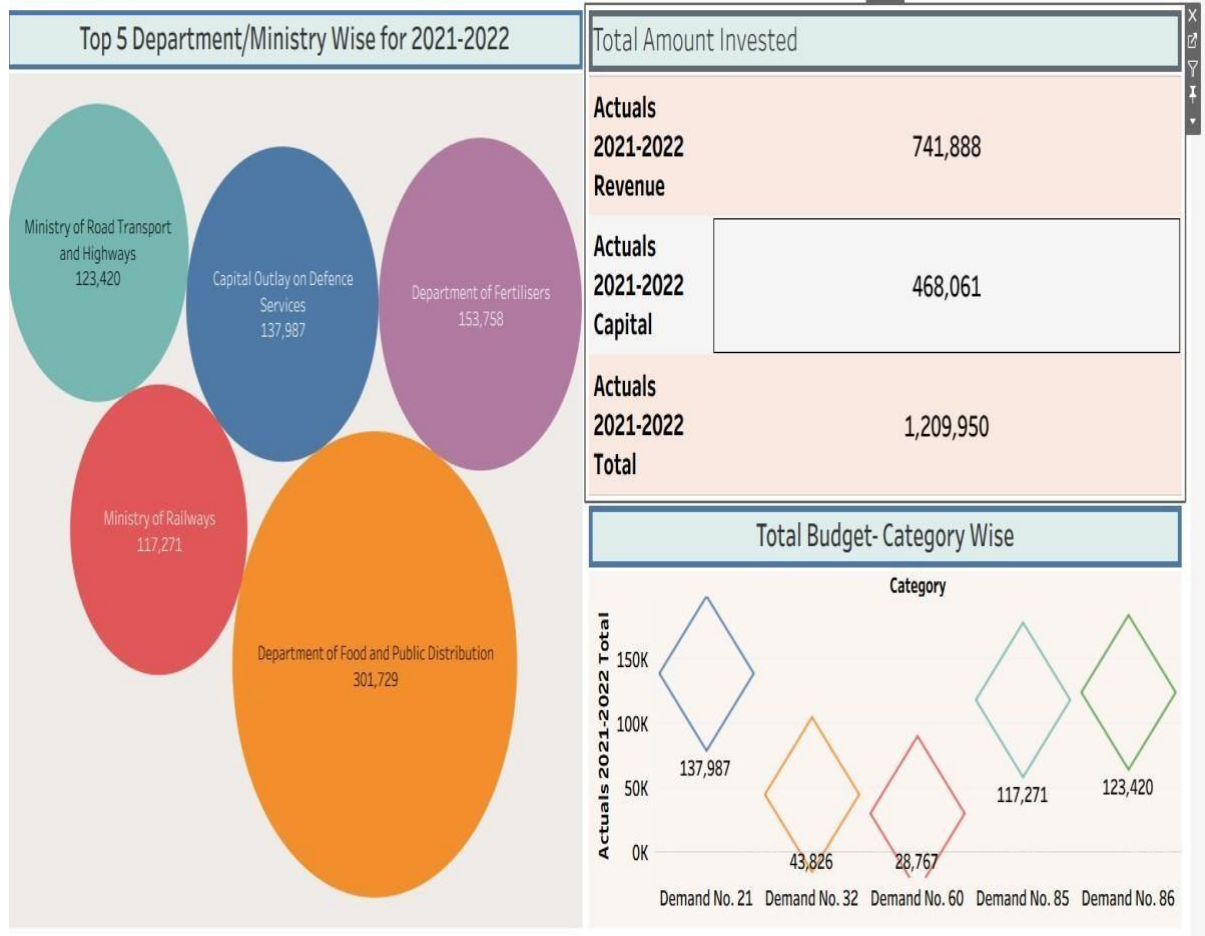 Top 5 Department/Ministry Wise for 2021-2022
Ministry of Road Transport
and Highways
123,420
Capital Outlay on Defence
Services
137,987
Department of Fertilisers
153,758
Ministry of Railways
117,271
Department of Food and Public Distribution
301,729
Total Amount Invested
Actuals
2021-2022
Revenue
741,888
Actuals
2021-2022
Capital
468,061
Actuals
2021-2022
Total
1,209,950
Total Budget- Category Wise
Category
Actuals 2021-2022 Total
150K
100K
50K
0K
137,987
43,826
28,767
117,271
123,420
Demand No. 21
Demand No. 32
Demand No. 60
Demand No. 85
Demand No. 86